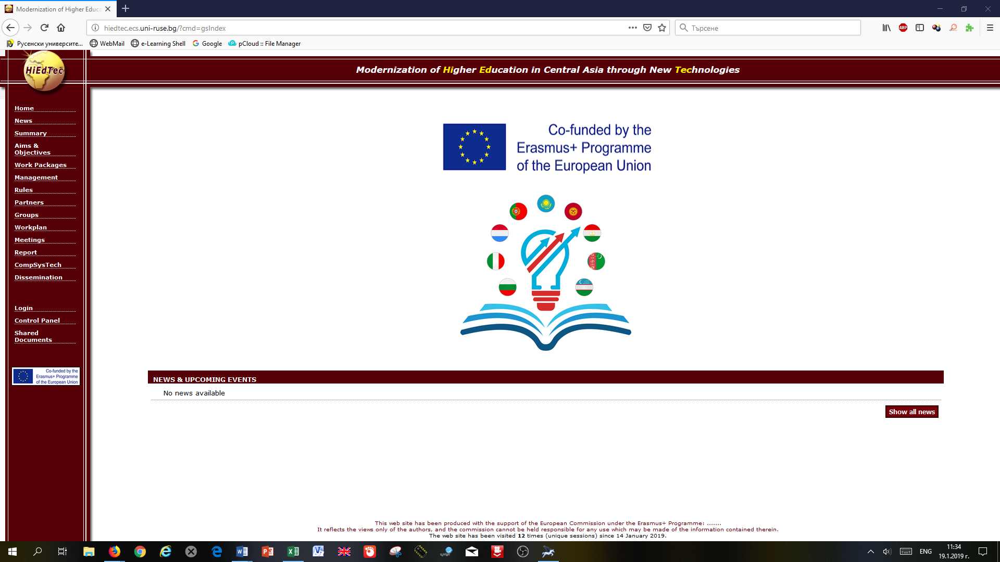 Modernization of Higher Educa
hiedtec.ecs.uni-ruse.bg/?cmd=gsIndex
Търсене
ABP
Русенски университе...
WebMail
e-Learning Shell
Google
pCloud :: File Manager
HiEdTec
Modernization of Higher Education in Central Asia through New Technologies
Home
News
Summary
Aims &
Objectives
Work Packages
Management
Rules
Partners
Groups
Workplan
Meetings
Report
CompSysTech
Dissemination
Login
Control Panel
Shared
Documents
Co-funded by the
Erasmus+ Programme
of the European Union
Co-funded by the
Erasmus+ Programme
of the European Union
NEWS & UPCOMING EVENTS
No news available
Show all news
This web site has been produced with the support of the European Commission under the Erasmus+ Programme: .......
It reflects the views only of the authors, and the commission cannot be held responsible for any use which may be made of the information contained therein.
The web site has been visited 12 times (unique sessions) since 14 January 2019.
ENG
11:34
19.1.2019 г.